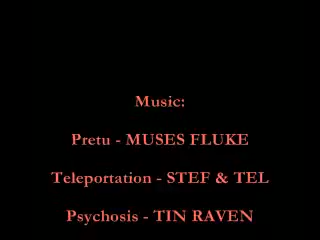 Music:
Pretu - MUSES FLUKE
Teleportation - STEF & TEL
Psychosis - TIN RAVEN